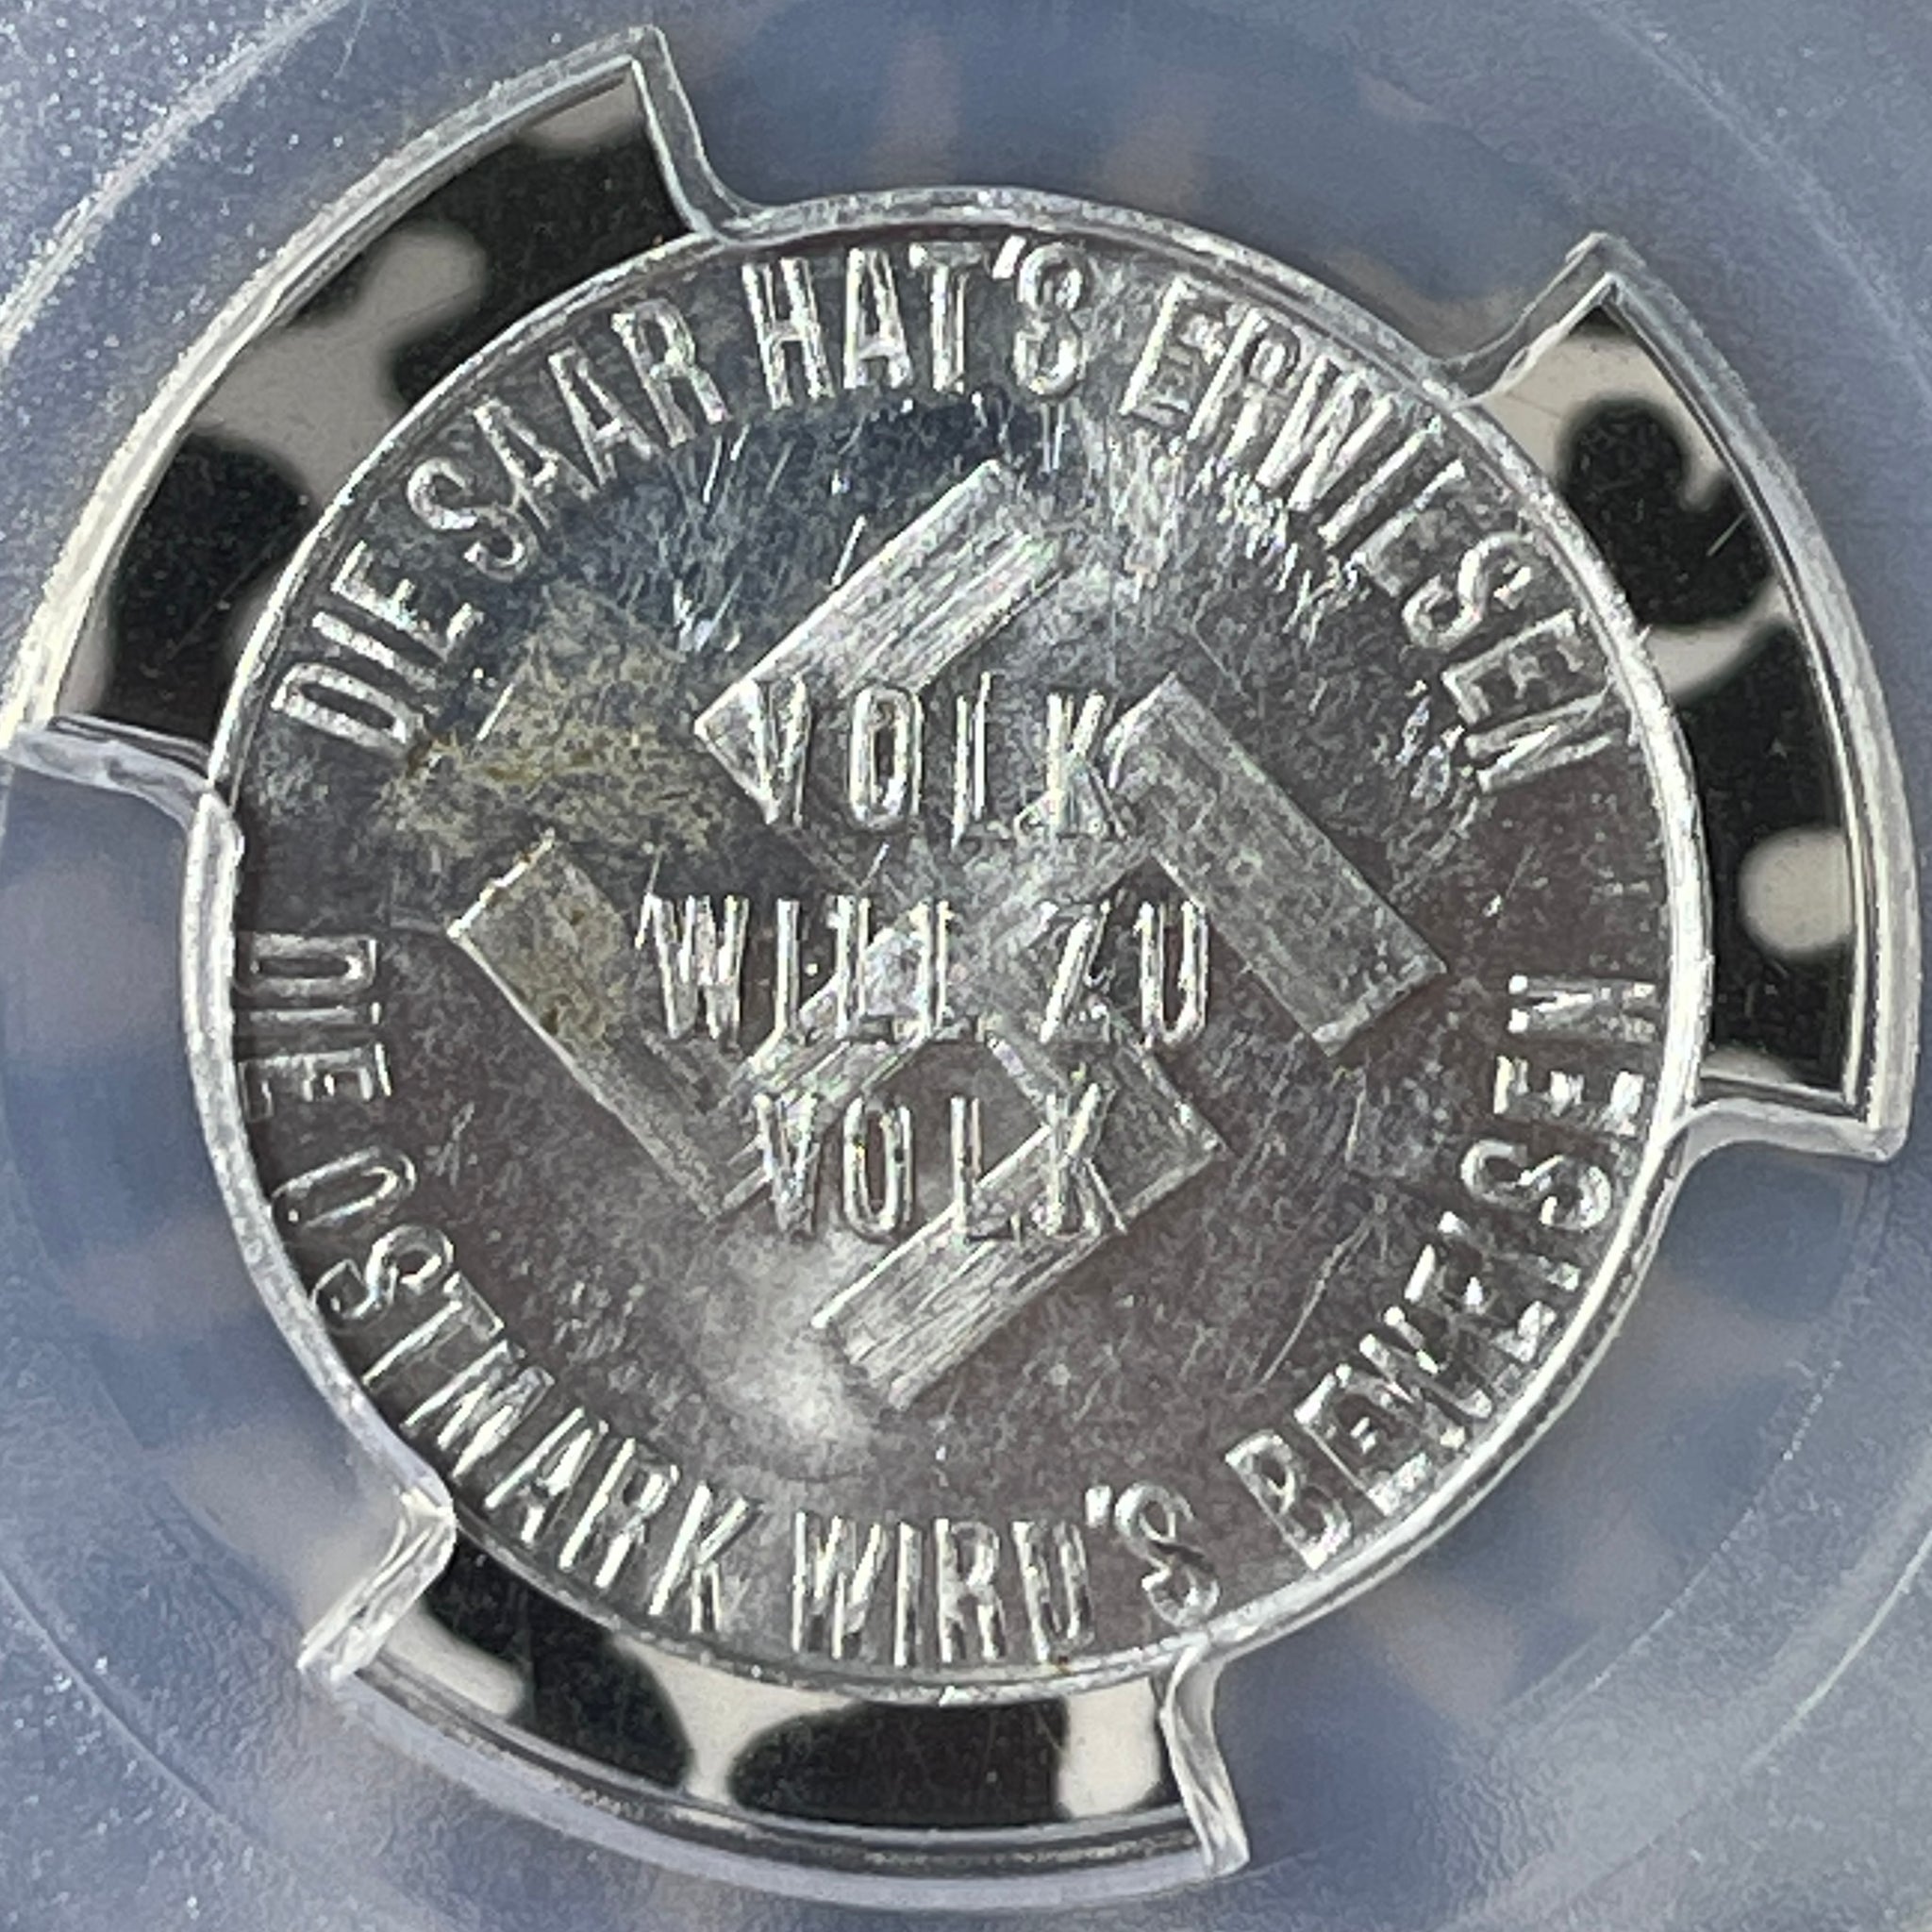 DIE SAAR HAT'S ERWIESEN
VOLK
WILL ZU
VOLK
DIE OSTMARK WIRD'S BEWEISEN